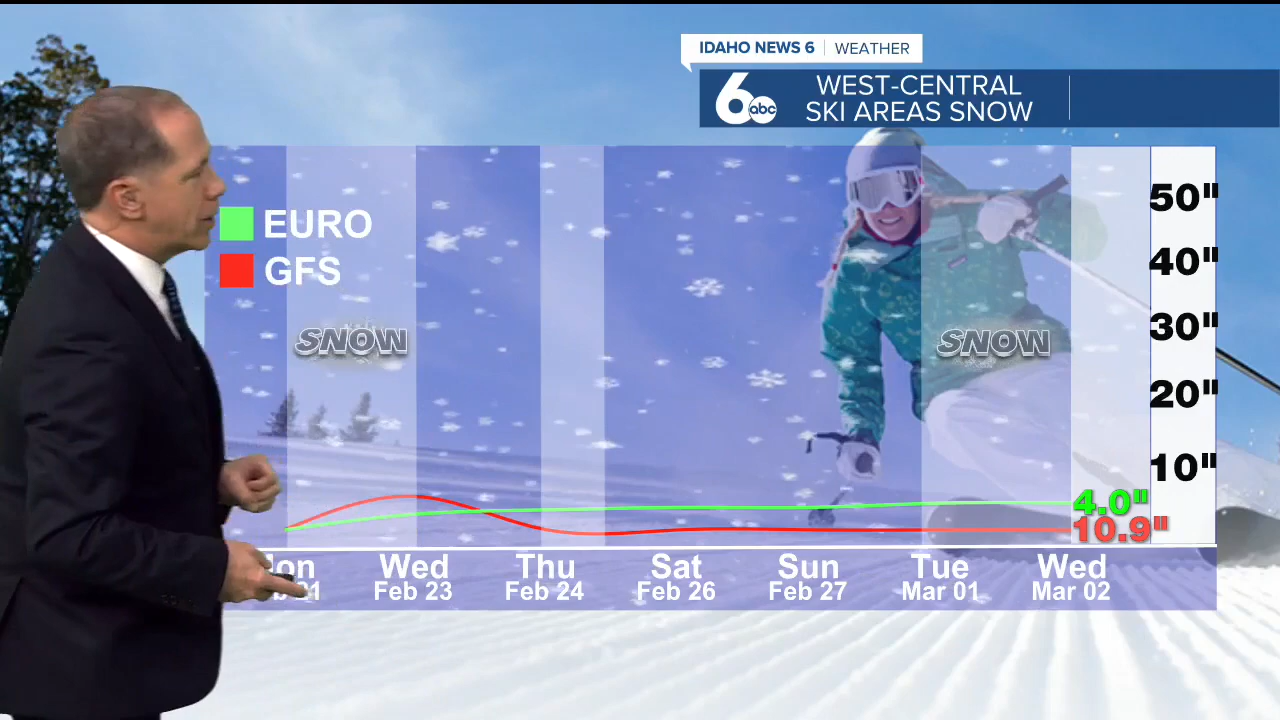 IDAHO NEWS 6 | WEATHER
6 abc
WEST-CENTRAL
SKI AREAS SNOW
EURO
GFS
SNOW
SNOW
50"
40"
30"
20"
10"
4.0"
10.9"
Wed
Feb 23
Thu
Feb 24
Sat
Feb 26
Sun
Feb 27
Tue
Mar 01
Wed
Mar 02